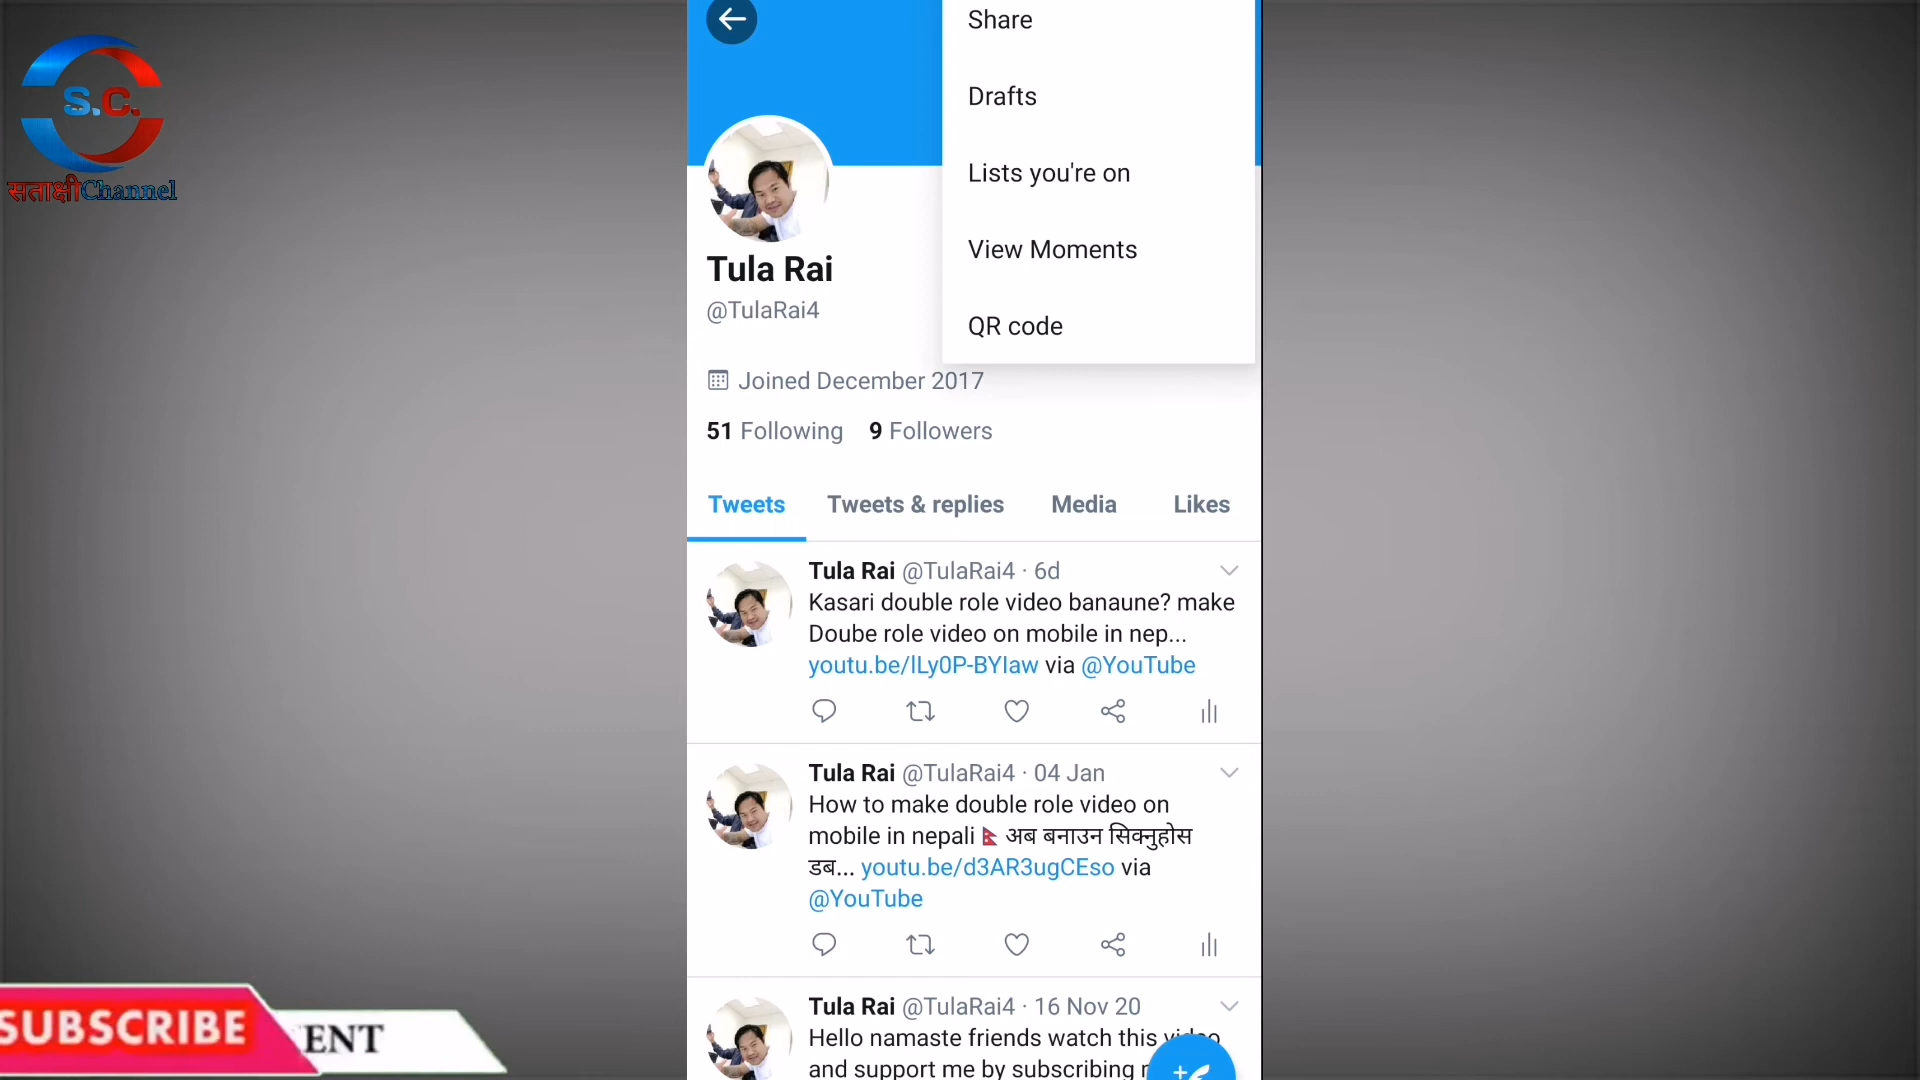 S.C.
सताक्षीChannel
Share
Drafts
Lists you're on
View Moments
QR code
Tula Rai
@TulaRai4
Joined December 2017
51 Following 9 Followers
Tweets Tweets & replies Media Likes
Tula Rai @TulaRai4 · 6d
Kasari double role video banaune? make
Doube role video on mobile in nep...
youtu.be/lLy0P-BYIaw via @YouTube
Tula Rai @TulaRai4 · 04 Jan
How to make double role video on
mobile in nepali 🇳🇵 अब बनाउन सिक्नुहोस
डब... youtu.be/d3AR3ugCEso via
@YouTube
Tula Rai @TulaRai4 · 16 Nov 20
Hello namaste friends watch this video
and support me by subscribing
SUBSCRIBE
ENT